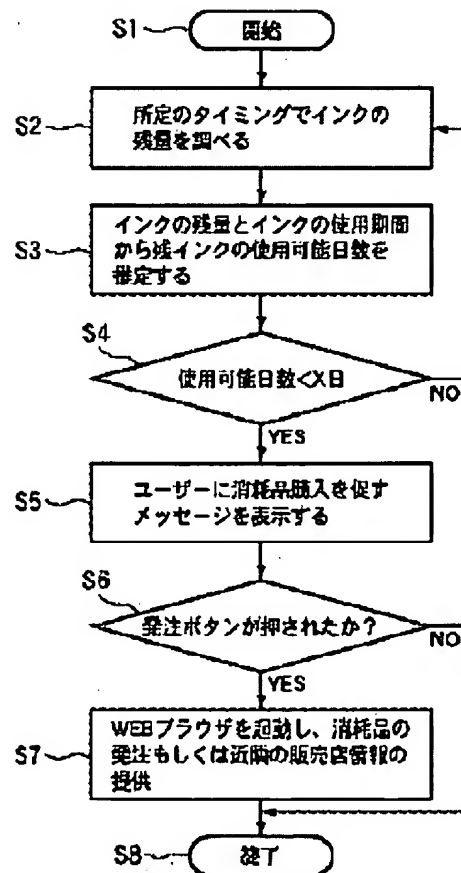 S1
開始
S2
所定のタイミングでインクの
残量を調べる
S3
インクの残量とインクの使用期間
から残インクの使用可能日数を
推定する
S4
使用可能日数<X日
NO
YES
S5
ユーザーに消耗品購入を促す
メッセージを表示する
S6
発注ボタンが押されたか?
NO
YES
S7
WEBブラウザを起動し、消耗品の
発注もしくは近隣の販売店情報の
提供
S8
終了